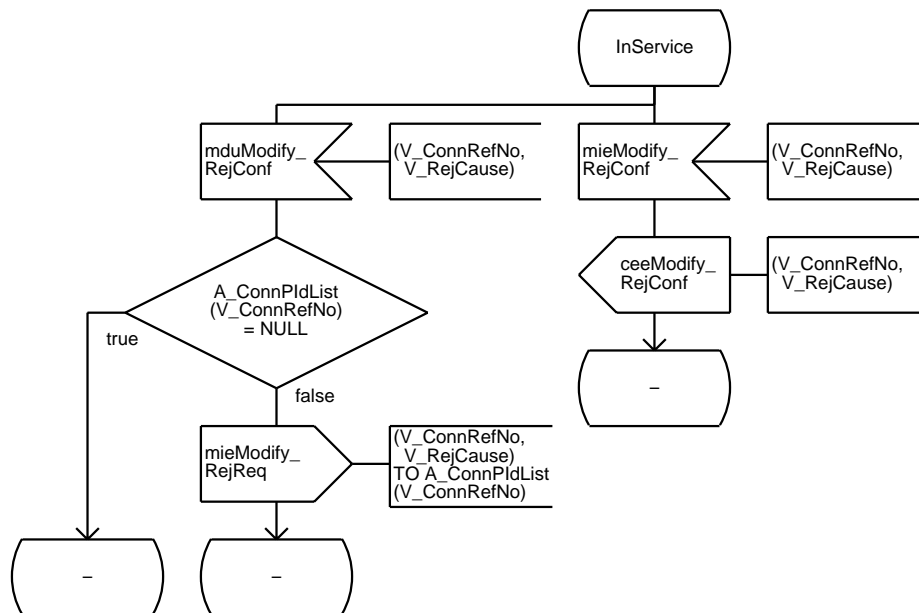 InService
mduModify_
RejConf
(V_ConnRefNo,
V_RejCause)
mieModify_
RejConf
(V_ConnRefNo,
V_RejCause)
ceeModify_
RejConf
(V_ConnRefNo,
V_RejCause)
A_ConnPIdList
(V_ConnRefNo)
= NULL
true
false
–
mieModify_
RejReq
(V_ConnRefNo,
V_RejCause)
TO A_ConnPIdList
(V_ConnRefNo)
–
–